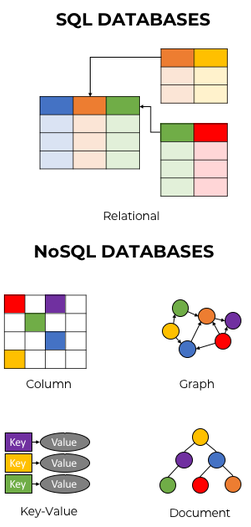 SQL DATABASES
Relational
NoSQL DATABASES
Column
Graph
Key Value
Key Value
Key Value
Key-Value
Document